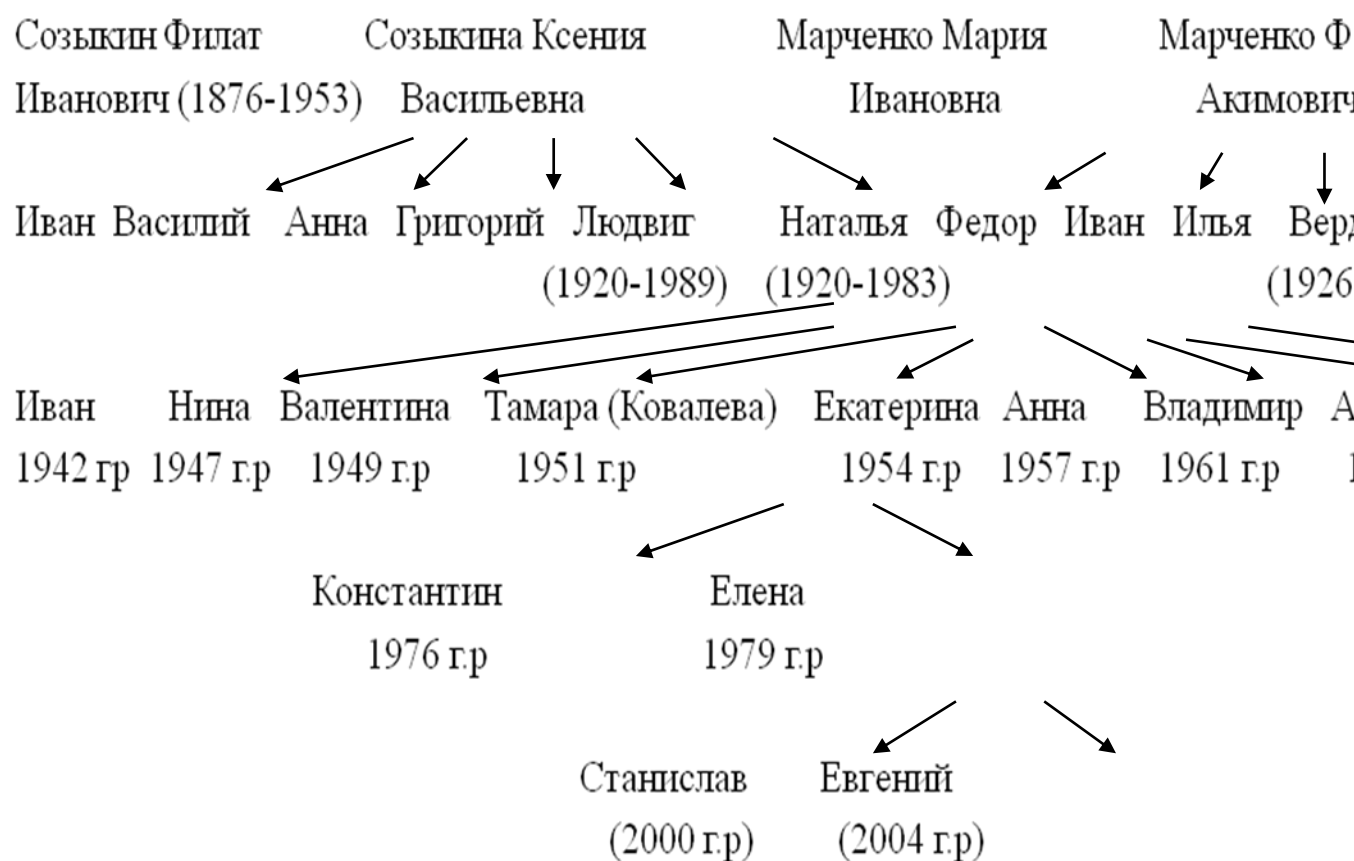 Созыкин Филат Созыкина Ксения Марченко Мария Марченко
Иванович (1876-1953) Васильевна Ивановна Акимович
Иван Василий Анна Григорий Людвиг Наталья Федор Иван Илья
(1920-1989) (1920-1983) (1926
Иван Нина Валентина Тамара (Ковалева) Екатерина Анна Владимир
1942 гр 1947 г.р 1949 г.р 1951 г.р 1954 г.р 1957 г.р 1961 г.р
Константин Елена
1976 г.р 1979 г.р
Станислав Евгений
(2000 г.р) (2004 г.р)